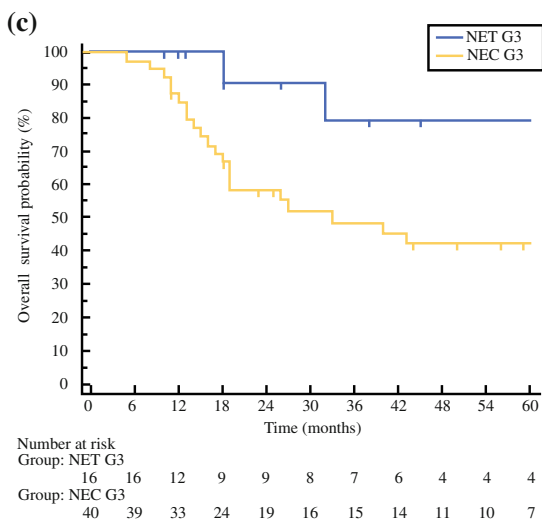 (c)
NET G3
NEC G3
100
90
80
70
60
50
40
30
20
10
0
Overall survival probability (%)
0 6 12 18 24 30 36 42 48 54 60
Time (months)
Number at risk
Group: NET G3
16 16 12 9 9 8 7 6 4 4 4
Group: NEC G3
40 39 33 24 19 16 15 14 11 10 7